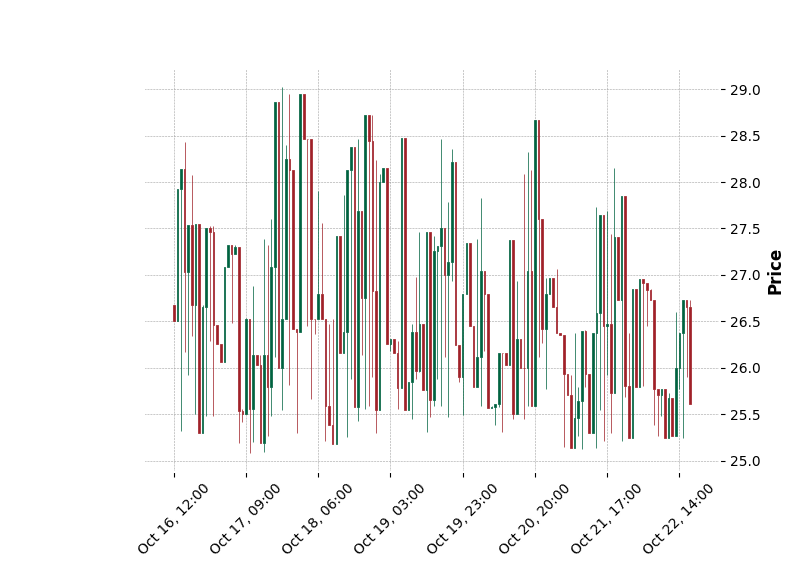 29.0
28.5
28.0
27.5
27.0
26.5
26.0
25.5
25.0
Price
Oct 16, 12:00
Oct 17, 09:00
Oct 18, 06:00
Oct 19, 03:00
Oct 19, 23:00
Oct 20, 20:00
Oct 21, 17:00
Oct 22, 14:00